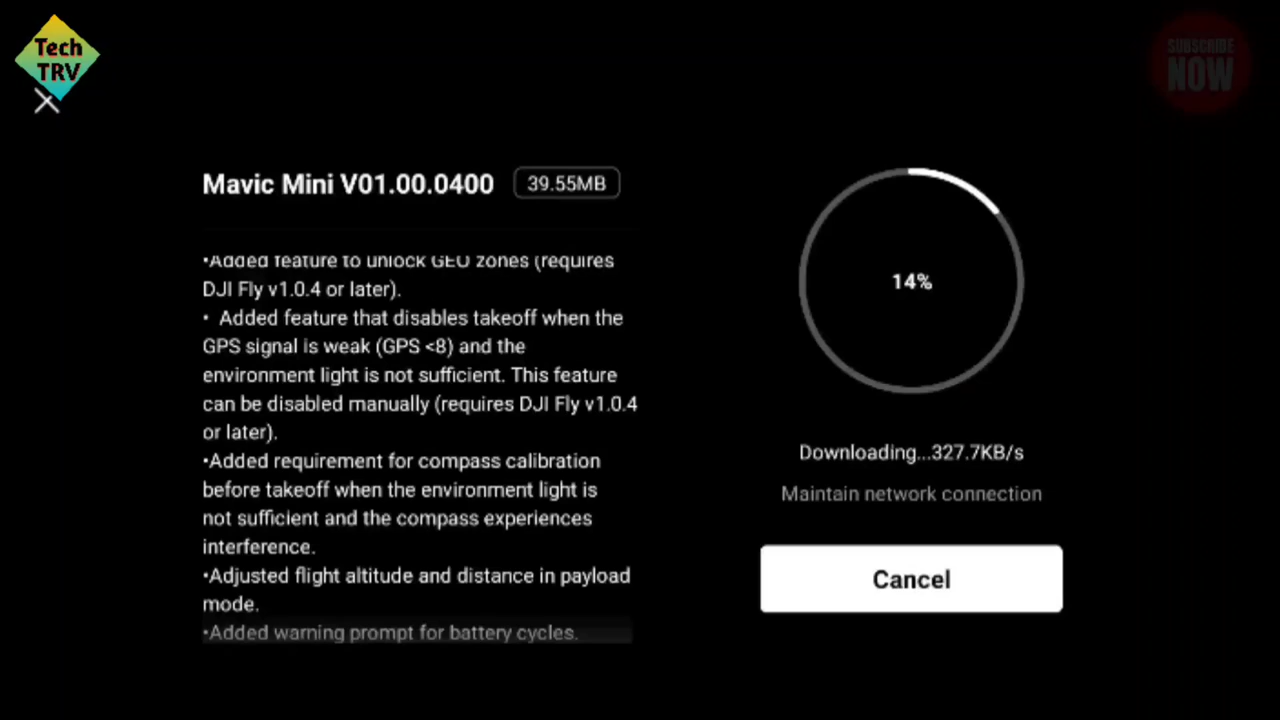 Tech
TRV
SUBSCRIBE
NOW
Mavic Mini V01.00.0400
39.55MB
•Added feature to unlock GEO zones (requires
DJI Fly v1.0.4 or later).
• Added feature that disables takeoff when the
GPS signal is weak (GPS <8) and the
environment light is not sufficient. This feature
can be disabled manually (requires DJI Fly v1.0.4
or later).
•Added requirement for compass calibration
before takeoff when the environment light is
not sufficient and the compass experiences
interference.
•Adjusted flight altitude and distance in payload
mode.
•Added warning prompt for battery cycles.
14%
Downloading...327.7KB/s
Maintain network connection
Cancel